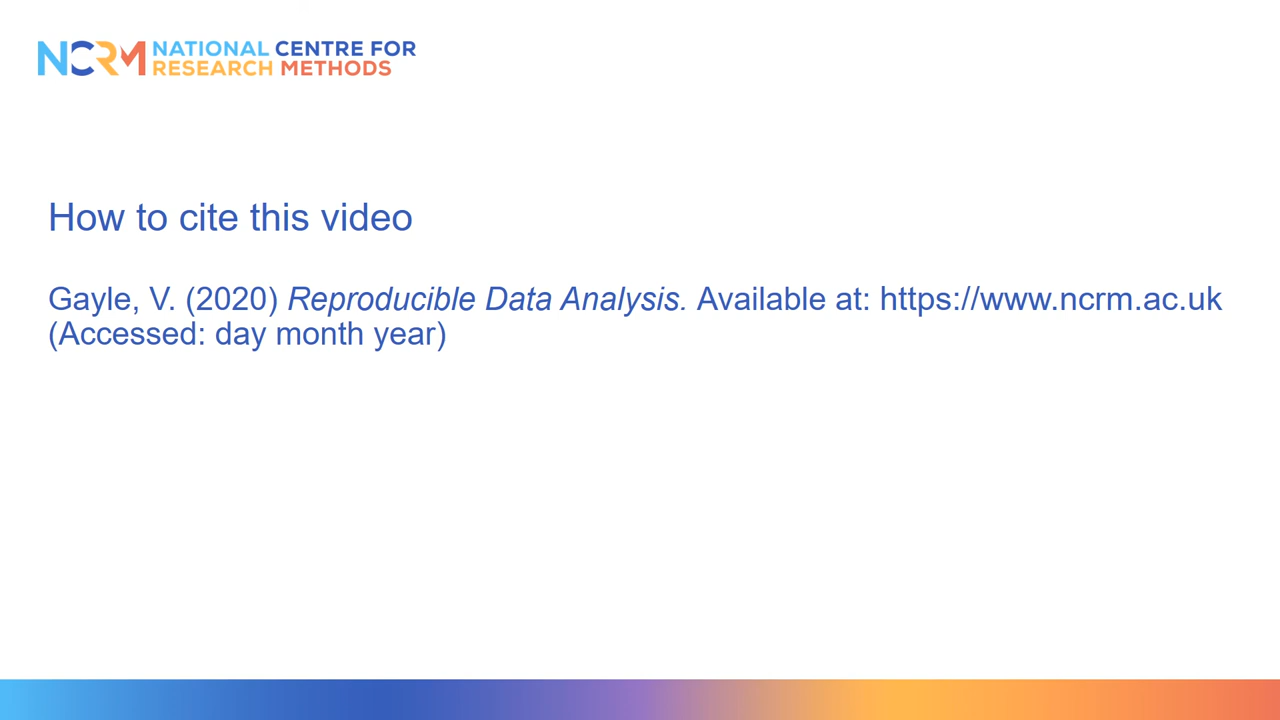 NCRM NATIONAL CENTRE FOR
RESEARCH METHODS
How to cite this video
Gayle, V. (2020) Reproducible Data Analysis. Available at: https://www.ncrm.ac.uk
(Accessed: day month year)